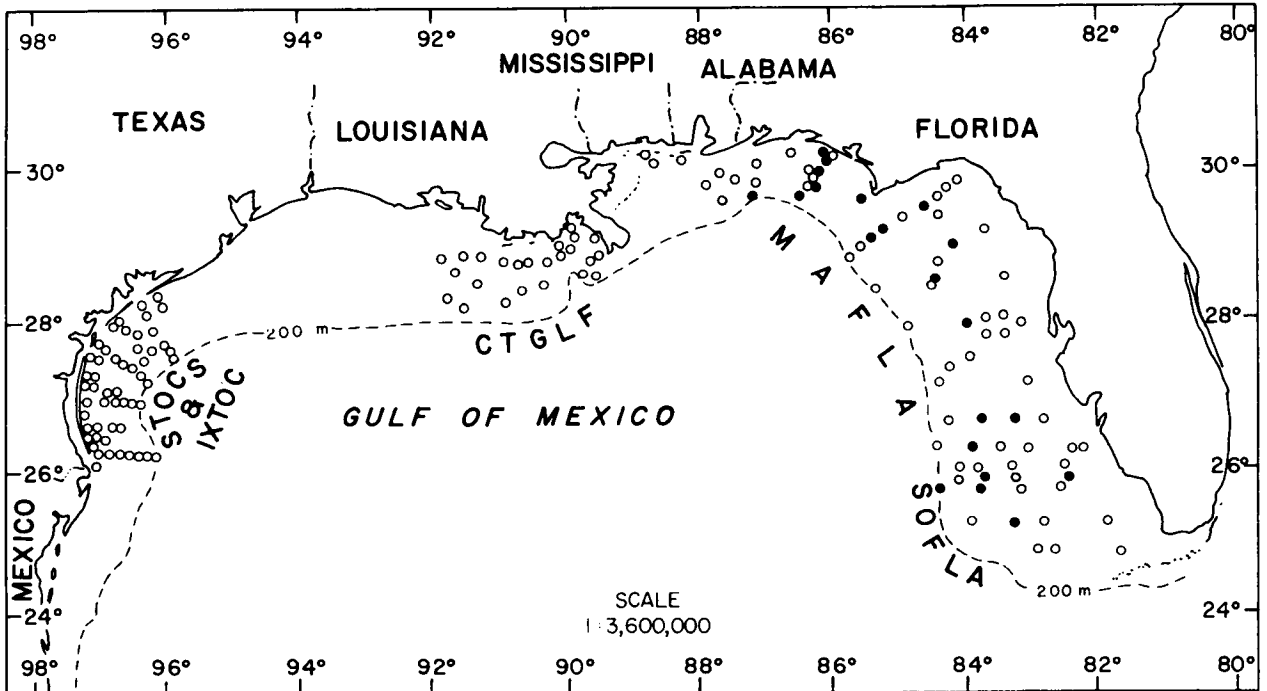 98° 96° 94° 92° 90° 88° 86° 84° 82° 80°
MISSISSIPPI ALABAMA
TEXAS LOUISIANA FLORIDA
30° 30°
28° 28°
200 m
CTGLF
MAFLA
STOCS
&
IXTOC
GULF OF MEXICO
26° 26°
SOFLA
MEXICO
200 m
24° 24°
SCALE
1:3,600,000
98° 96° 94° 92° 90° 88° 86° 84° 82° 80°